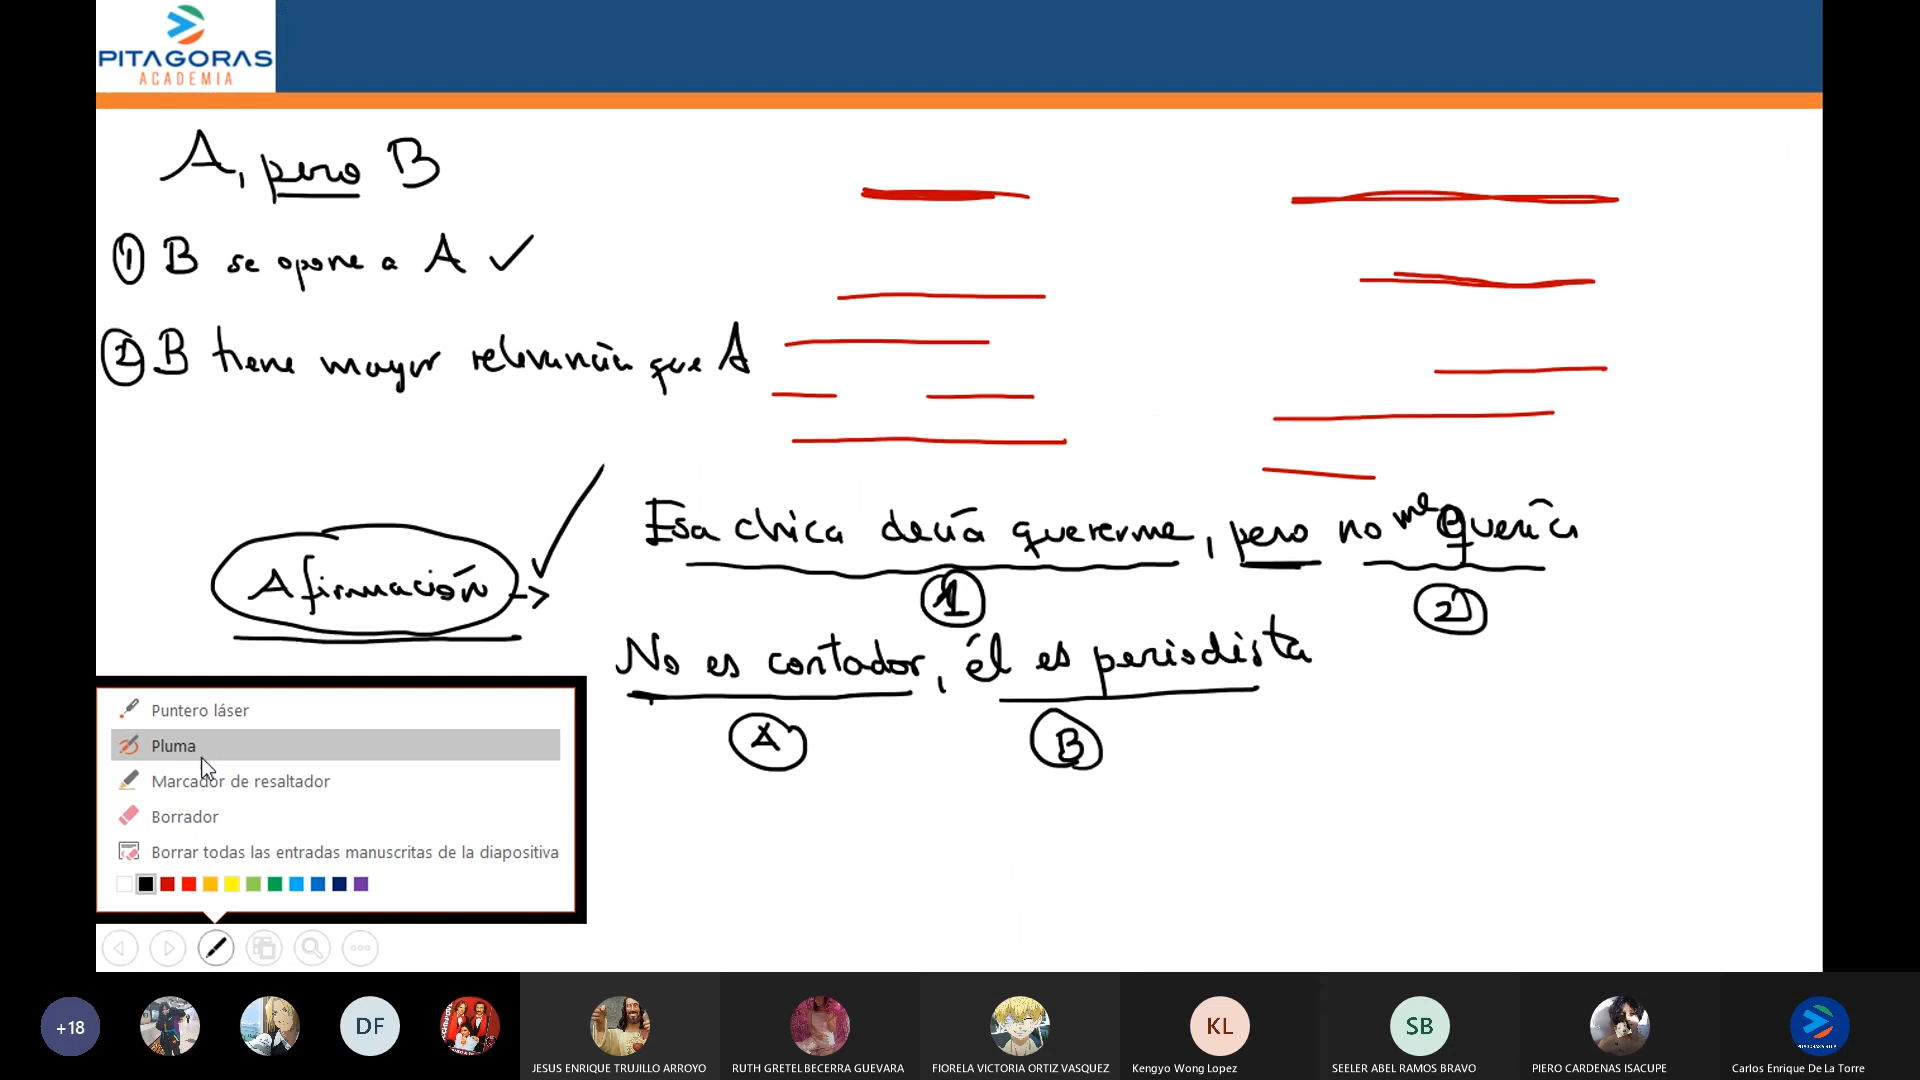 PITAGORAS
ACADEMIA
A, pero B
① B se opone a A ✓
② B tiene mayor relevancia que A
Esa chica decía quererme, pero no me quería
① ②
Afirmación →
No es contador, él es periodista
Ⓐ Ⓑ
Puntero láser
Pluma
Marcador de resaltador
Borrador
Borrar todas las entradas manuscritas de la diapositiva
+18
DF
KL
SB
JESUS ENRIQUE TRUJILLO ARROYO
RUTH GRETEL BECERRA GUEVARA
FIORELA VICTORIA ORTIZ VASQUEZ
Kengyo Wong Lopez
SEELER ABEL RAMOS BRAVO
PIERO CARDENAS ISACUPE
Carlos Enrique De La Torre